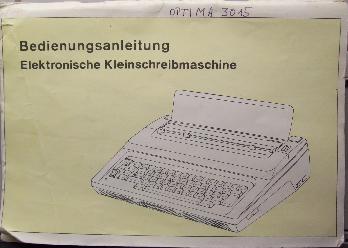 OPTIMA 3015
Bedienungsanleitung
Elektronische Kleinschreibmaschine